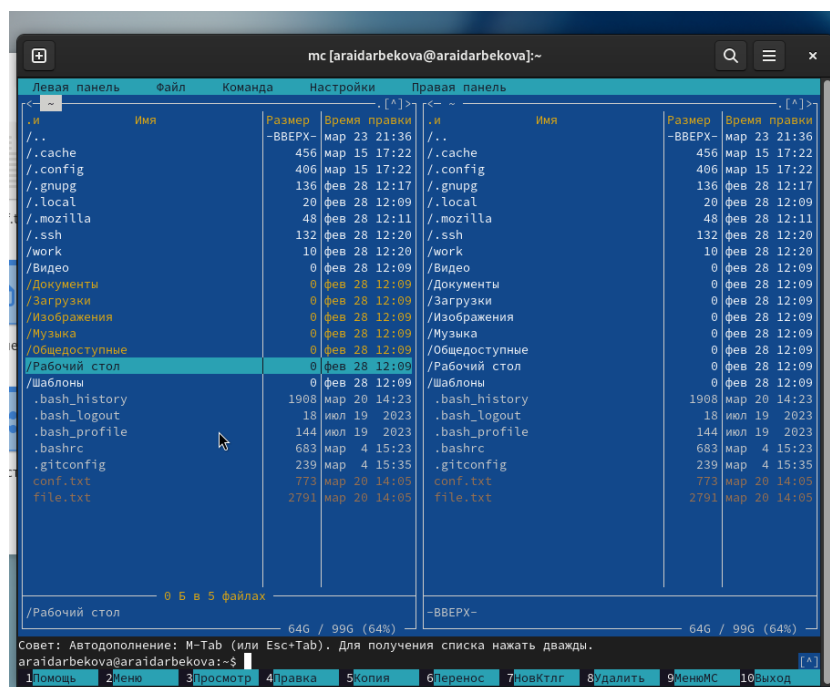 mc [araidarbekova@araidarbekova]:~
Левая панель Файл Команда Настройки Правая панель
<- ~ .[^]> <- ~ .[^]>
.и Имя Размер Время правки .и Имя Размер Время правки
/.. -ВВЕРХ- мар 23 21:36 /.. -ВВЕРХ- мар 23 21:36
/.cache 456 мар 15 17:22 /.cache 456 мар 15 17:22
/.config 406 мар 15 17:22 /.config 406 мар 15 17:22
/.gnupg 136 фев 28 12:17 /.gnupg 136 фев 28 12:17
/.local 20 фев 28 12:09 /.local 20 фев 28 12:09
/.mozilla 48 фев 28 12:11 /.mozilla 48 фев 28 12:11
/.ssh 132 фев 28 12:20 /.ssh 132 фев 28 12:20
/work 10 фев 28 12:20 /work 10 фев 28 12:20
/Видео 0 фев 28 12:09 /Видео 0 фев 28 12:09
/Документы 0 фев 28 12:09 /Документы 0 фев 28 12:09
/Загрузки 0 фев 28 12:09 /Загрузки 0 фев 28 12:09
/Изображения 0 фев 28 12:09 /Изображения 0 фев 28 12:09
/Музыка 0 фев 28 12:09 /Музыка 0 фев 28 12:09
/Общедоступные 0 фев 28 12:09 /Общедоступные 0 фев 28 12:09
/Рабочий стол 0 фев 28 12:09 /Рабочий стол 0 фев 28 12:09
/Шаблоны 0 фев 28 12:09 /Шаблоны 0 фев 28 12:09
.bash_history 1908 мар 20 14:23 .bash_history 1908 мар 20 14:23
.bash_logout 18 июл 19 2023 .bash_logout 18 июл 19 2023
.bash_profile 144 июл 19 2023 .bash_profile 144 июл 19 2023
.bashrc 683 мар 4 15:23 .bashrc 683 мар 4 15:23
.gitconfig 239 мар 4 15:35 .gitconfig 239 мар 4 15:35
conf.txt 773 мар 20 14:05 conf.txt 773 мар 20 14:05
file.txt 2791 мар 20 14:05 file.txt 2791 мар 20 14:05
0 Б в 5 файлах
/Рабочий стол -ВВЕРХ-
64G / 99G (64%) 64G / 99G (64%)
Совет: Автодополнение: M-Tab (или Esc+Tab). Для получения списка нажать дважды.
araidarbekova@araidarbekova:~$ [^]
1Помощь 2Меню 3Просмотр 4Правка 5Копия 6Перенос 7НовКтлг 8Удалить 9МенюMC 10Выход